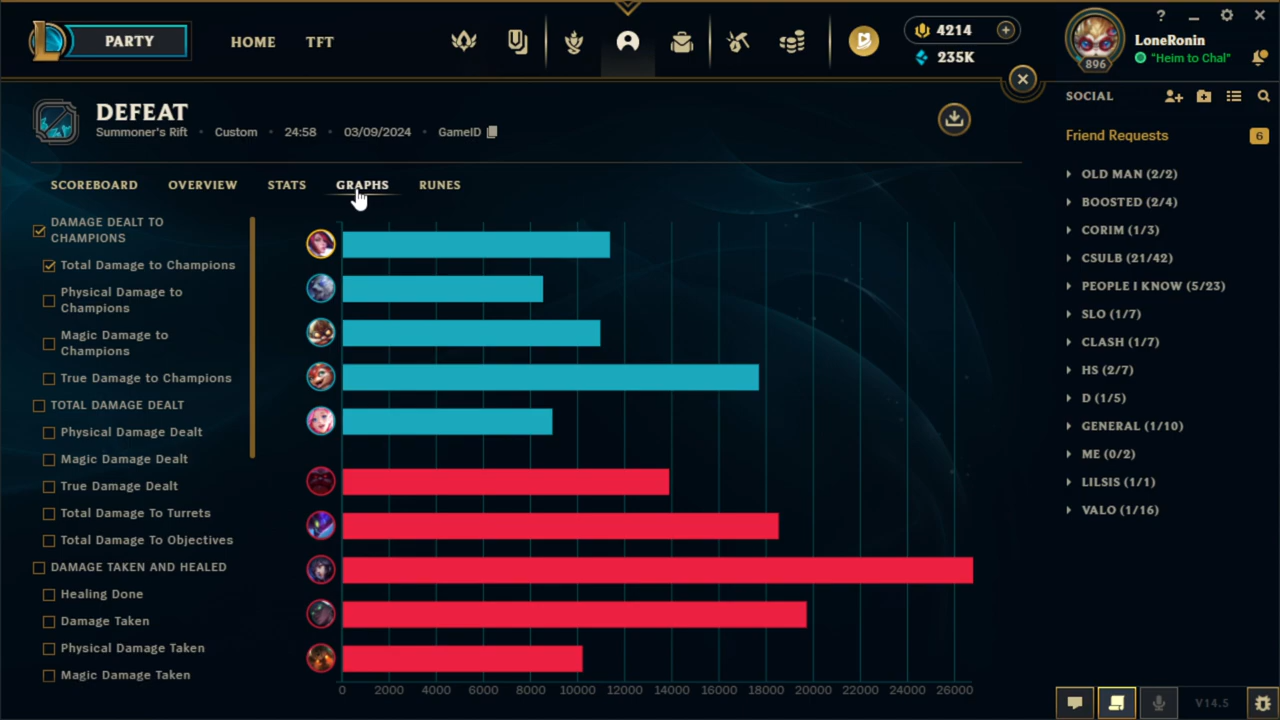 PARTY
HOME
TFT
4214
235K
896
LoneRonin
"Heim to Chal"
DEFEAT
Summoner's Rift • Custom • 24:58 • 03/09/2024 • GameID
SCOREBOARD
OVERVIEW
STATS
GRAPHS
RUNES
DAMAGE DEALT TO
CHAMPIONS
Total Damage to Champions
Physical Damage to
Champions
Magic Damage to
Champions
True Damage to Champions
TOTAL DAMAGE DEALT
Physical Damage Dealt
Magic Damage Dealt
True Damage Dealt
Total Damage To Turrets
Total Damage To Objectives
DAMAGE TAKEN AND HEALED
Healing Done
Damage Taken
Physical Damage Taken
Magic Damage Taken
0 2000 4000 6000 8000 10000 12000 14000 16000 18000 20000 22000 24000 26000
SOCIAL
Friend Requests
6
OLD MAN (2/2)
BOOSTED (2/4)
CORIM (1/3)
CSULB (21/42)
PEOPLE I KNOW (5/23)
SLO (1/7)
CLASH (1/7)
HS (2/7)
D (1/5)
GENERAL (1/10)
ME (0/2)
LILSIS (1/1)
VALO (1/16)
V14.5